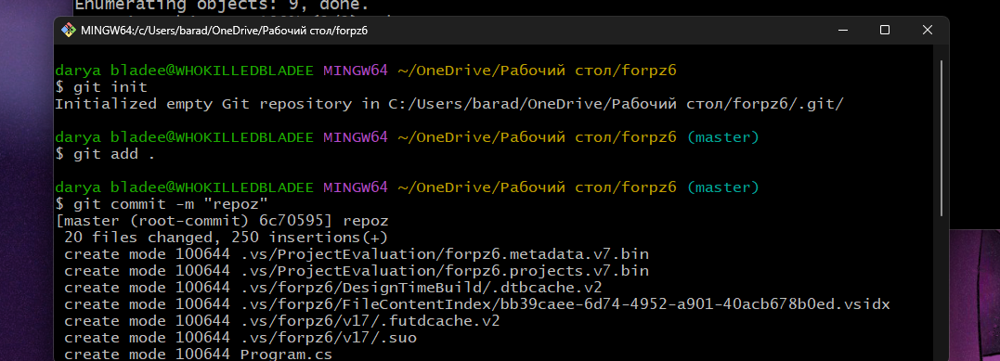 Enumerating objects: 9, done.
MINGW64:/c/Users/barad/OneDrive/Рабочий стол/forpz6
darya bladee@WHOKILLEDBLADEE MINGW64 ~/OneDrive/Рабочий стол/forpz6
$ git init
Initialized empty Git repository in C:/Users/barad/OneDrive/Рабочий стол/forpz6/.git/
darya bladee@WHOKILLEDBLADEE MINGW64 ~/OneDrive/Рабочий стол/forpz6 (master)
$ git add .
darya bladee@WHOKILLEDBLADEE MINGW64 ~/OneDrive/Рабочий стол/forpz6 (master)
$ git commit -m "repoz"
[master (root-commit) 6c70595] repoz
20 files changed, 250 insertions(+)
create mode 100644 .vs/ProjectEvaluation/forpz6.metadata.v7.bin
create mode 100644 .vs/ProjectEvaluation/forpz6.projects.v7.bin
create mode 100644 .vs/forpz6/DesignTimeBuild/.dtbcache.v2
create mode 100644 .vs/forpz6/FileContentIndex/bb39caee-6d74-4952-a901-40acb678b0ed.vsidx
create mode 100644 .vs/forpz6/v17/.futdcache.v2
create mode 100644 .vs/forpz6/v17/.suo
create mode 100644 Program.cs